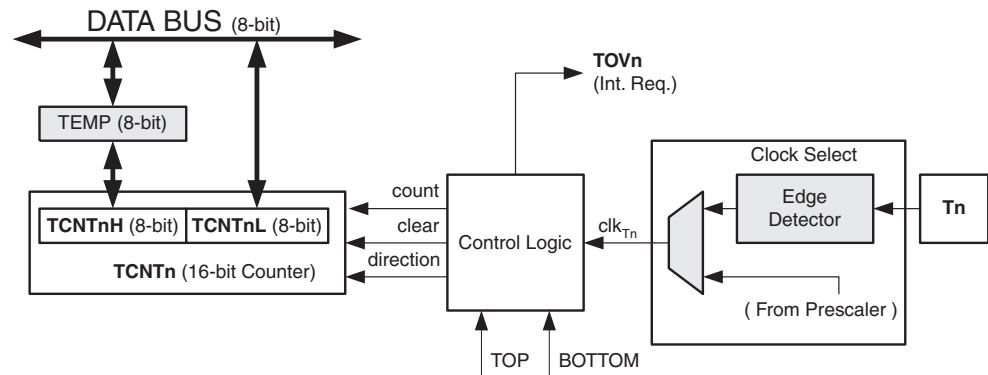 DATA BUS (8-bit)
TOVn
(Int. Req.)
TEMP (8-bit)
Clock Select
count
Edge
Detector
Tn
TCNTnH (8-bit) TCNTnL (8-bit)
clear
Control Logic
clkTn
TCNTn (16-bit Counter)
direction
( From Prescaler )
TOP
BOTTOM